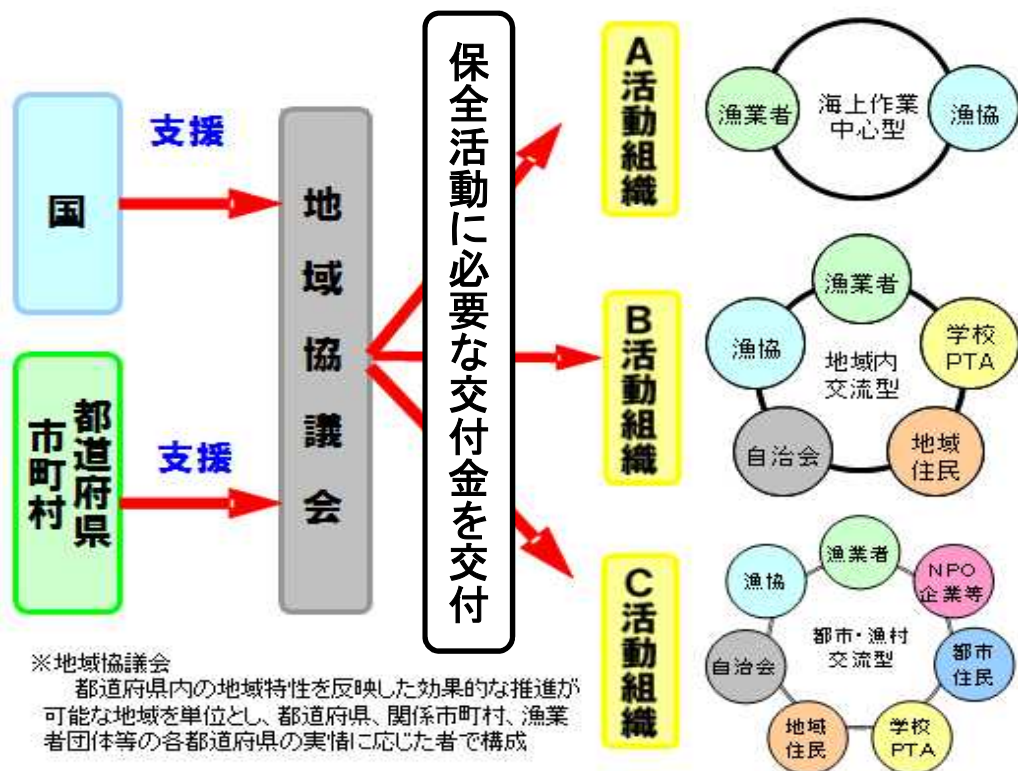 国
支援
都道府県
市町村
支援
地域協議会
保全活動に必要な交付金を交付
A活動組織
漁業者
海上作業
中心型
漁協
B活動組織
漁業者
漁協
学校
PTA
地域内
交流型
自治会
地域
住民
C活動組織
漁業者
漁協
NPO
企業等
都市・漁村
交流型
自治会
都市
住民
地域
住民
学校
PTA
※地域協議会
都道府県内の地域特性を反映した効果的な推進が
可能な地域を単位とし、都道府県、関係市町村、漁業
者団体等の各都道府県の実情に応じた者で構成